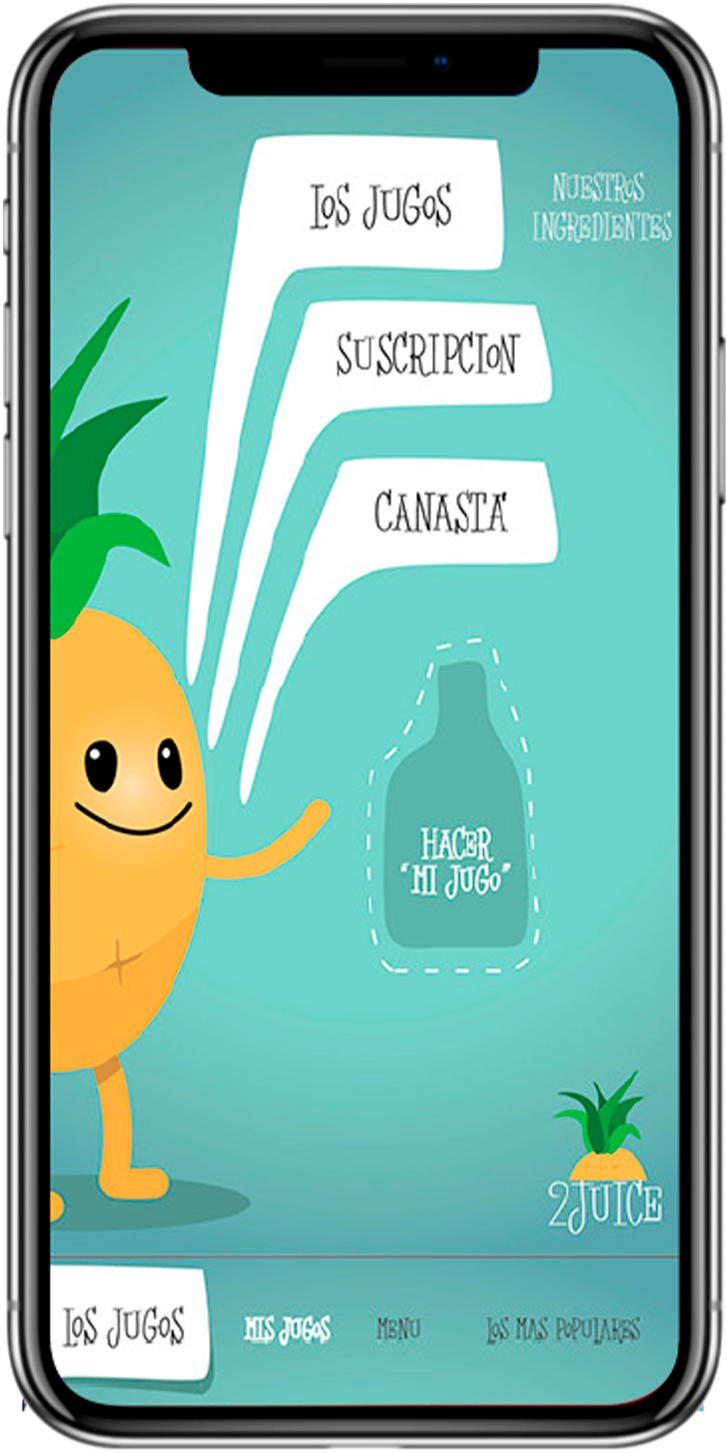 LOS JUGOS
NUESTROS
INGREDIENTES
SUSCRIPCION
CANASTA
HACER
"MI JUGO"
2JUICE
LOS JUGOS
MIS JUGOS
MENU
LOS MAS POPULARES